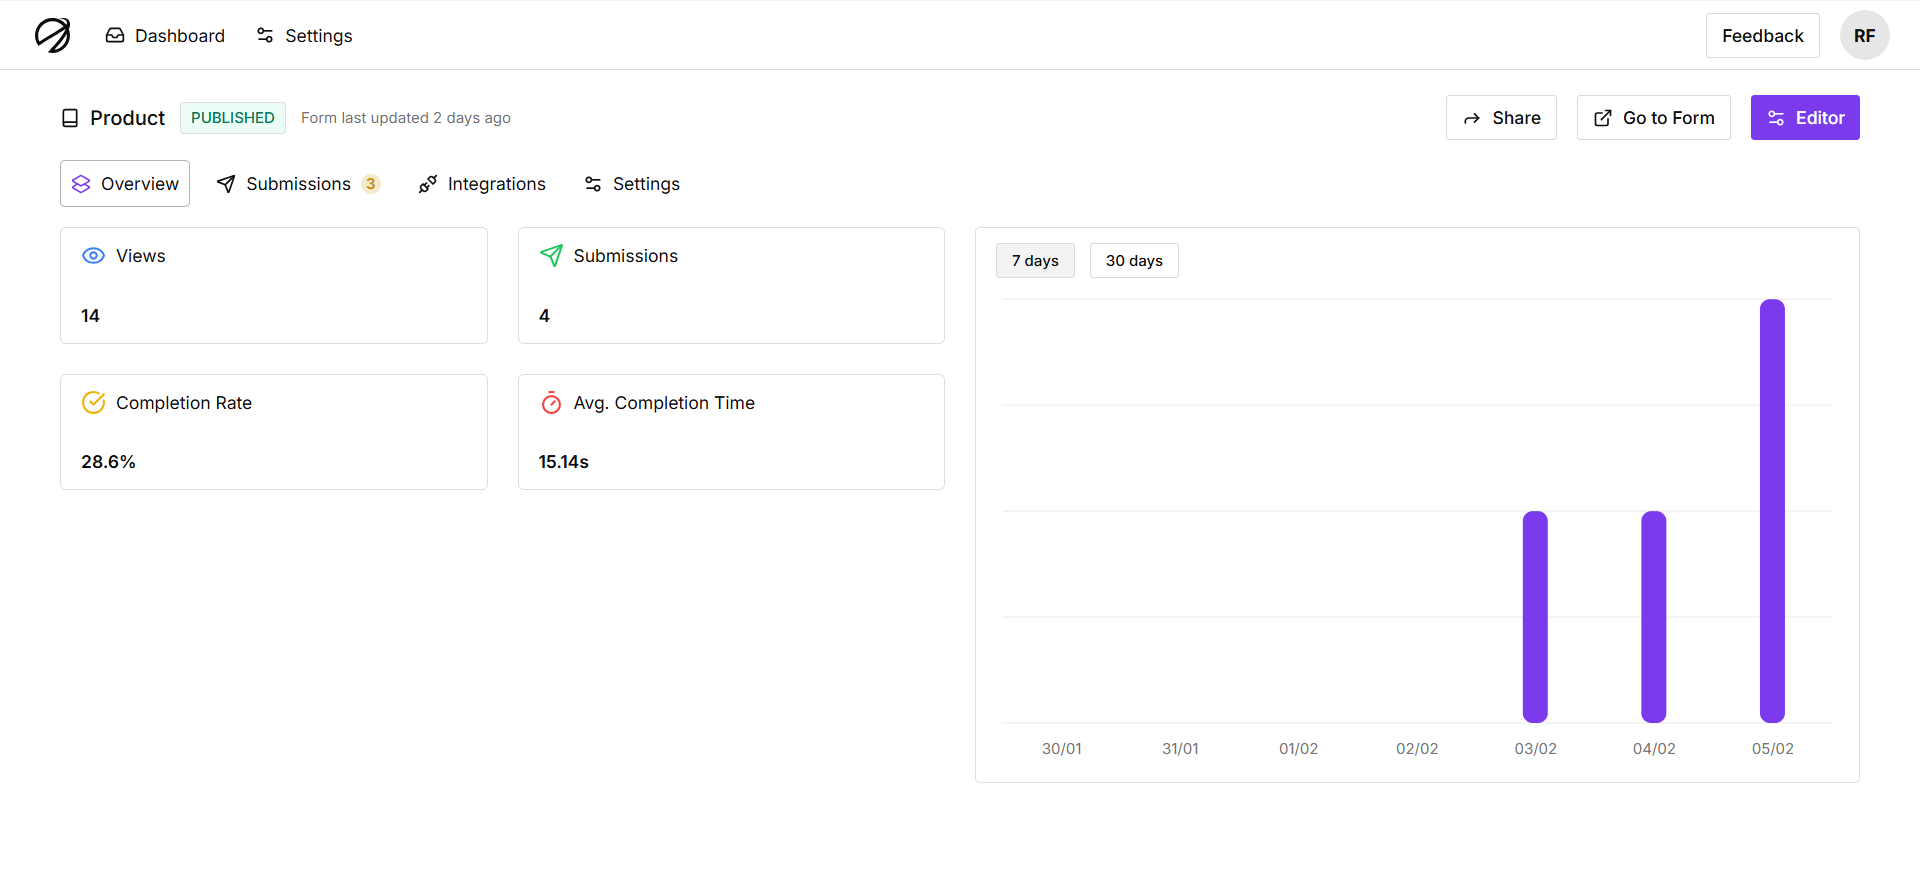 Dashboard
Settings
Feedback
RF
Product
PUBLISHED
Form last updated 2 days ago
Share
Go to Form
Editor
Overview
Submissions 3
Integrations
Settings
Views
14
Submissions
4
Completion Rate
28.6%
Avg. Completion Time
15.14s
7 days
30 days
30/01
31/01
01/02
02/02
03/02
04/02
05/02